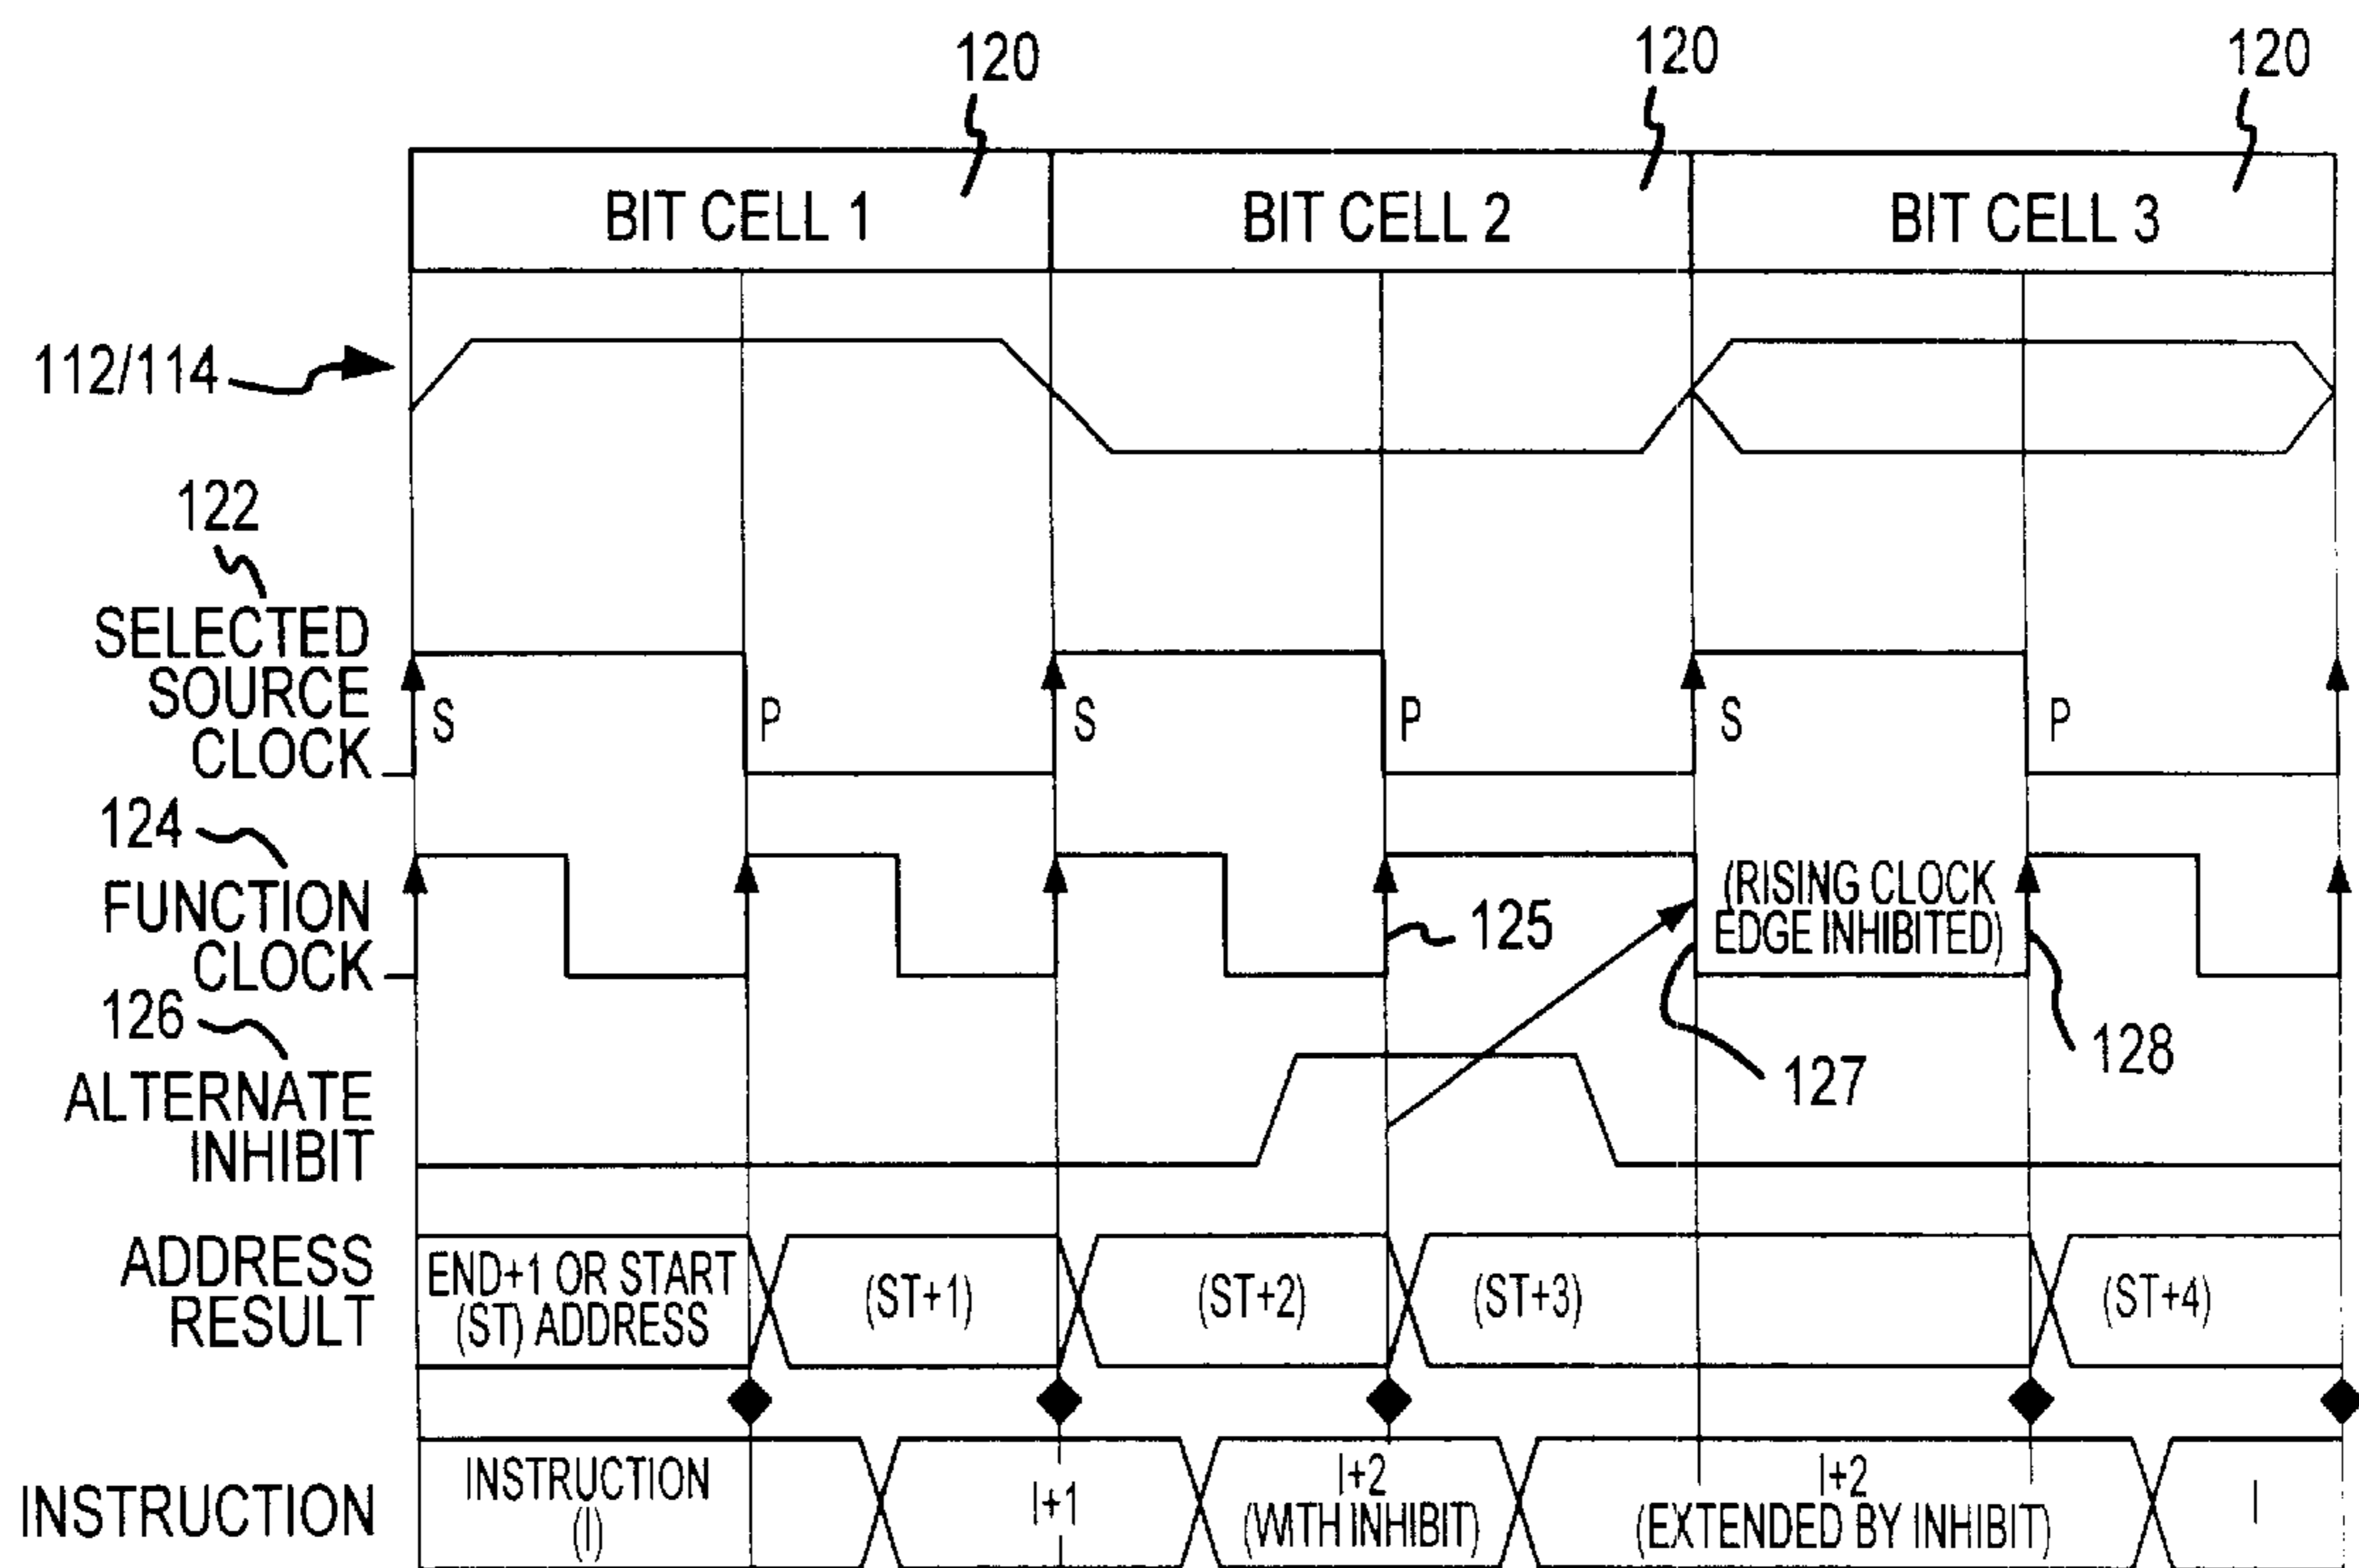 120
120
120
BIT CELL 1
BIT CELL 2
BIT CELL 3
112/114
122
SELECTED
SOURCE
CLOCK
S
P
S
P
S
P
124
FUNCTION
CLOCK
125
(RISING CLOCK
EDGE INHIBITED)
127
128
126
ALTERNATE
INHIBIT
ADDRESS
RESULT
END+1 OR START
(ST) ADDRESS
(ST+1)
(ST+2)
(ST+3)
(ST+4)
INSTRUCTION
INSTRUCTION
(I)
I+1
I+2
(WITH INHIBIT)
I+2
(EXTENDED BY INHIBIT)
I